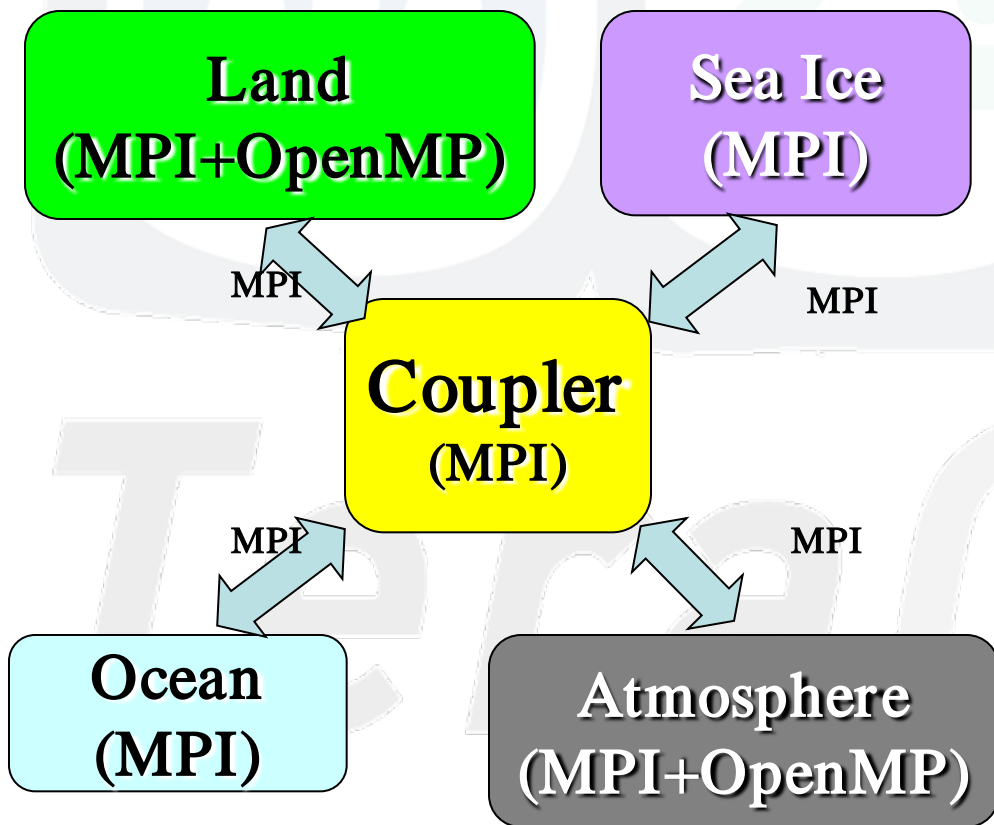 Land
(MPI+OpenMP)
Sea Ice
(MPI)
MPI
MPI
Coupler
(MPI)
MPI
MPI
Ocean
(MPI)
Atmosphere
(MPI+OpenMP)